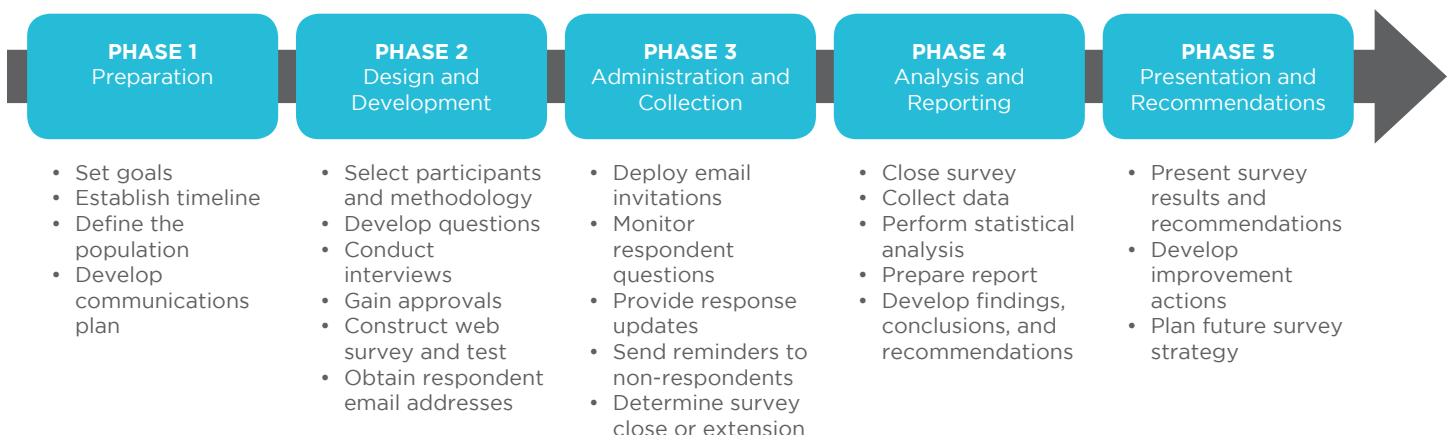 PHASE 1
Preparation
PHASE 2
Design and
Development
PHASE 3
Administration and
Collection
PHASE 4
Analysis and
Reporting
PHASE 5
Presentation and
Recommendations
• Set goals
• Establish timeline
• Define the
population
• Develop
communications
plan
• Select participants
and methodology
• Develop questions
• Conduct
interviews
• Gain approvals
• Construct web
survey and test
• Obtain respondent
email addresses
• Deploy email
invitations
• Monitor
respondent
questions
• Provide response
updates
• Send reminders to
non-respondents
• Determine survey
close or extension
• Close survey
• Collect data
• Perform statistical
analysis
• Prepare report
• Develop findings,
conclusions, and
recommendations
• Present survey
results and
recommendations
• Develop
improvement
actions
• Plan future survey
strategy